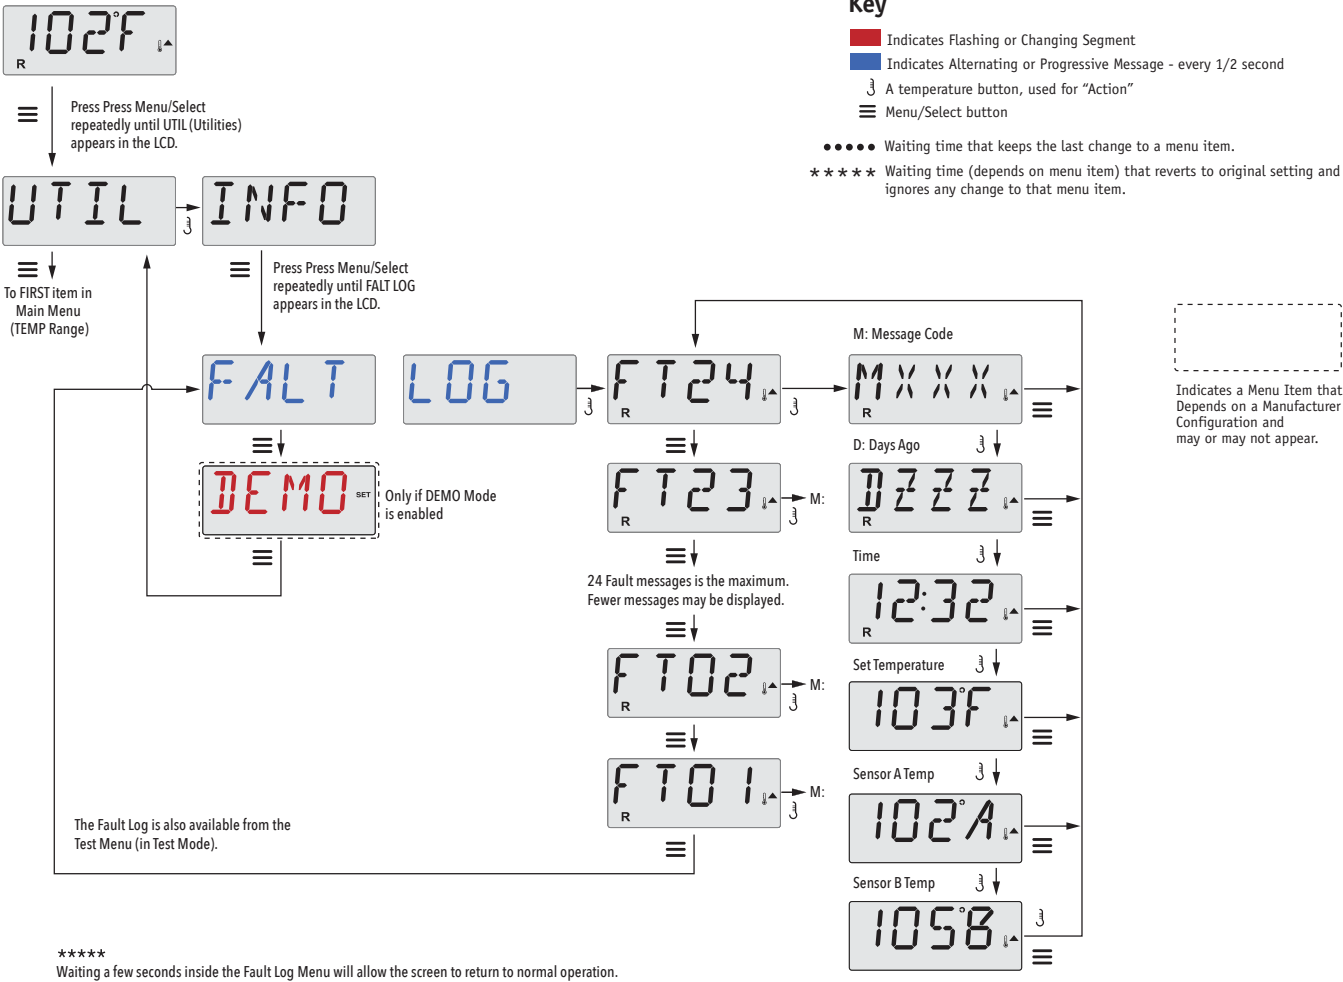 102°F
R
Key
Indicates Flashing or Changing Segment
Indicates Alternating or Progressive Message - every 1/2 second
A temperature button, used for “Action”
Menu/Select button
••••• Waiting time that keeps the last change to a menu item.
***** Waiting time (depends on menu item) that reverts to original setting and
ignores any change to that menu item.
Press Press Menu/Select
repeatedly until UTIL (Utilities)
appears in the LCD.
UTIL
INFO
To FIRST item in
Main Menu
(TEMP Range)
Press Press Menu/Select
repeatedly until FALT LOG
appears in the LCD.
FALT
LOG
DEMO
SET
Only if DEMO Mode
is enabled
FT24
R
FT23
R
M:
24 Fault messages is the maximum.
Fewer messages may be displayed.
FT02
R
M:
FT01
R
M:
M: Message Code
MXXX
R
D: Days Ago
DZZZ
R
Time
12:32
R
Set Temperature
103°F
Sensor A Temp
102°A
Sensor B Temp
105°B
Indicates a Menu Item that
Depends on a Manufacturer
Configuration and
may or may not appear.
The Fault Log is also available from the
Test Menu (in Test Mode).
*****
Waiting a few seconds inside the Fault Log Menu will allow the screen to return to normal operation.